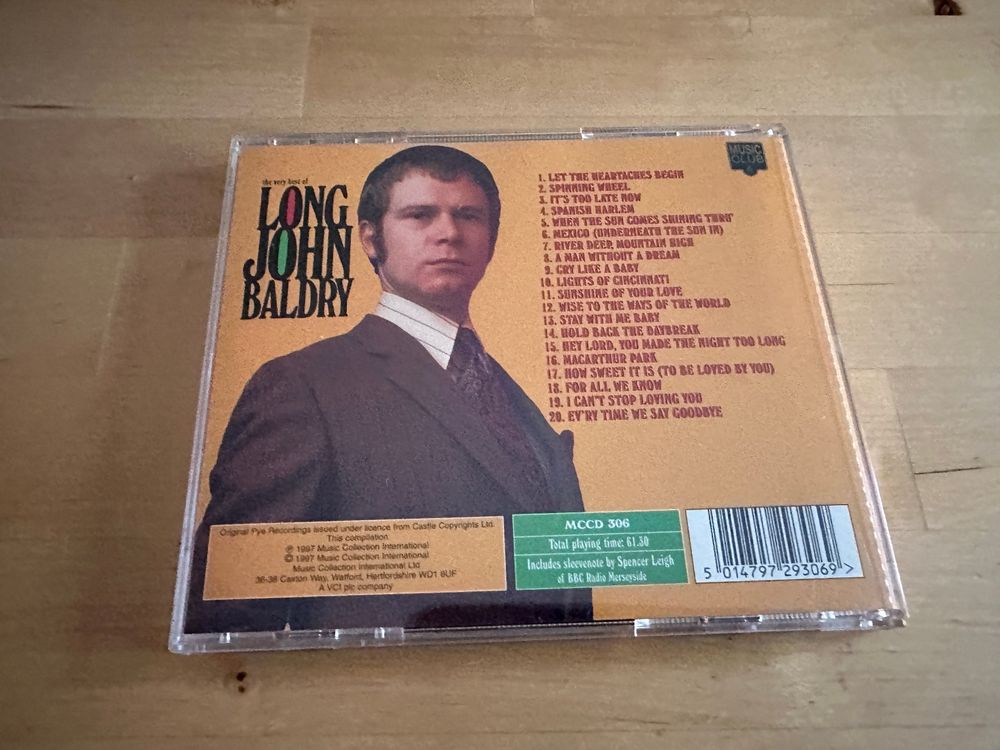 the very best of
LONG
JOHN
BALDRY
MUSIC
CLUB
1. LET THE HEARTACHES BEGIN
2. SPINNING WHEEL
3. IT'S TOO LATE NOW
4. SPANISH HARLEM
5. WHEN THE SUN COMES SHINING THRU'
6. MEXICO (UNDERNEATH THE SUN IN)
7. RIVER DEEP, MOUNTAIN HIGH
8. A MAN WITHOUT A DREAM
9. CRY LIKE A BABY
10. LIGHTS OF CINCINNATI
11. SUNSHINE OF YOUR LOVE
12. WISE TO THE WAYS OF THE WORLD
13. STAY WITH ME BABY
14. HOLD BACK THE DAYBREAK
15. HEY LORD, YOU MADE THE NIGHT TOO LONG
16. MACARTHUR PARK
17. HOW SWEET IT IS (TO BE LOVED BY YOU)
18. FOR ALL WE KNOW
19. I CAN'T STOP LOVING YOU
20. EV'RY TIME WE SAY GOODBYE
Original Pye Recordings issued under licence from Castle Copyrights Ltd.
This compilation
℗ 1997 Music Collection International
© 1997 Music Collection International
Music Collection International Ltd
36-38 Caxton Way, Watford, Hertfordshire WD1 8UF
A VCI plc company
MCCD 306
Total playing time: 61.50
Includes sleevenote by Spencer Leigh
of BBC Radio Merseyside
5 014797 293069 >